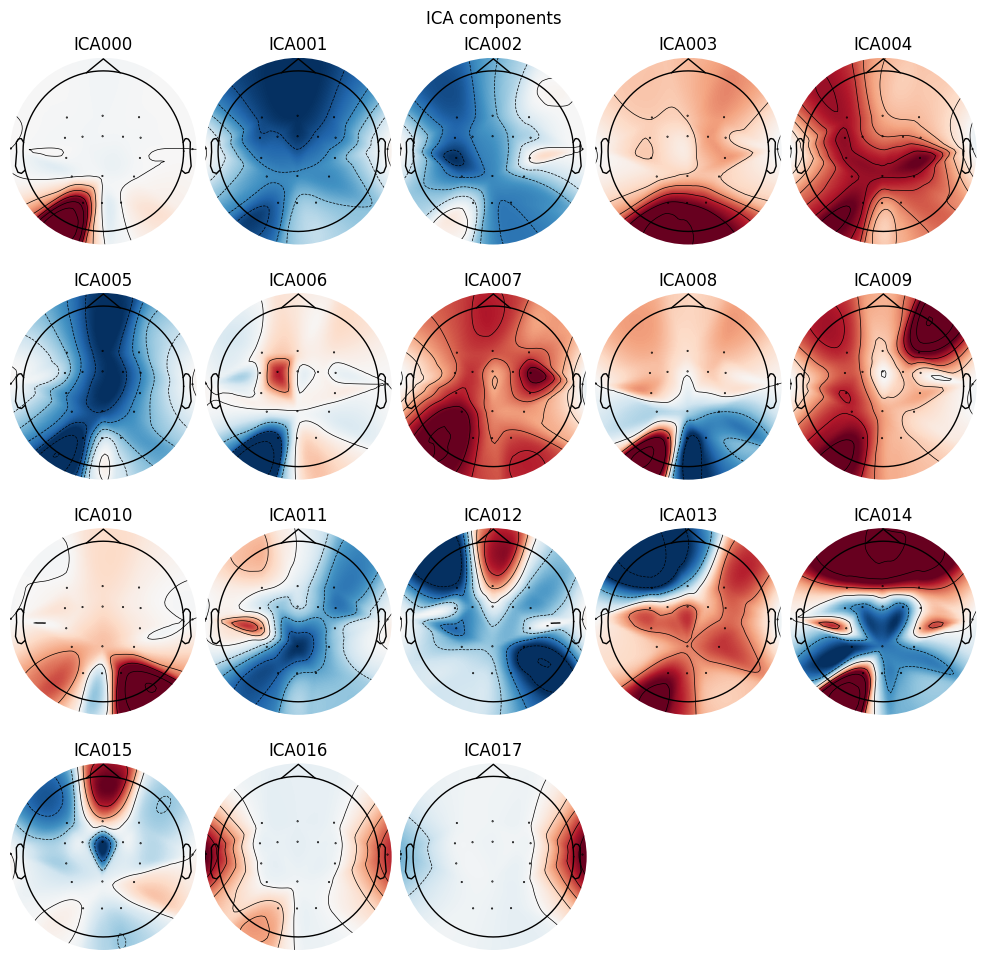 ICA components
ICA000 ICA001 ICA002 ICA003 ICA004
ICA005 ICA006 ICA007 ICA008 ICA009
ICA010 ICA011 ICA012 ICA013 ICA014
ICA015 ICA016 ICA017